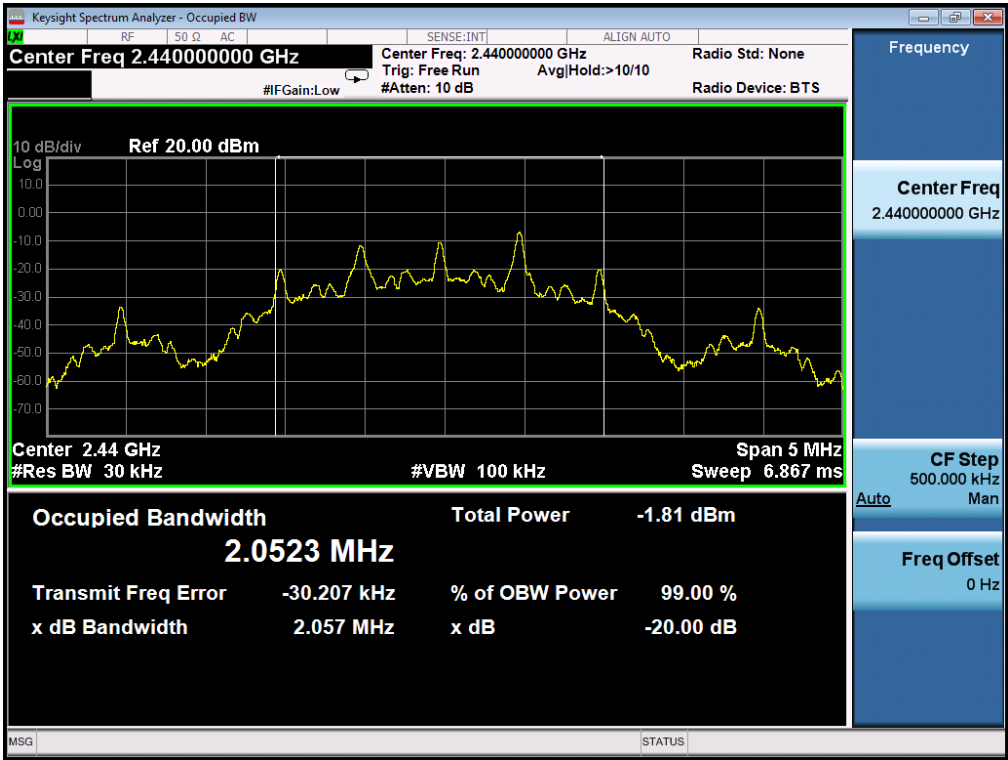 Keysight Spectrum Analyzer - Occupied BW
LXI RF 50 Ω AC SENSE:INT ALIGN AUTO
Center Freq 2.440000000 GHz
#IFGain:Low
Center Freq: 2.440000000 GHz
Trig: Free Run Avg|Hold:>10/10
#Atten: 10 dB
Radio Std: None
Radio Device: BTS
10 dB/div Ref 20.00 dBm
Log
10.0
0.00
-10.0
-20.0
-30.0
-40.0
-50.0
-60.0
-70.0
Center 2.44 GHz Span 5 MHz
#Res BW 30 kHz #VBW 100 kHz Sweep 6.867 ms
Occupied Bandwidth Total Power -1.81 dBm
2.0523 MHz
Transmit Freq Error -30.207 kHz % of OBW Power 99.00 %
x dB Bandwidth 2.057 MHz x dB -20.00 dB
Frequency
Center Freq
2.440000000 GHz
CF Step
500.000 kHz
Auto Man
Freq Offset
0 Hz
MSG STATUS